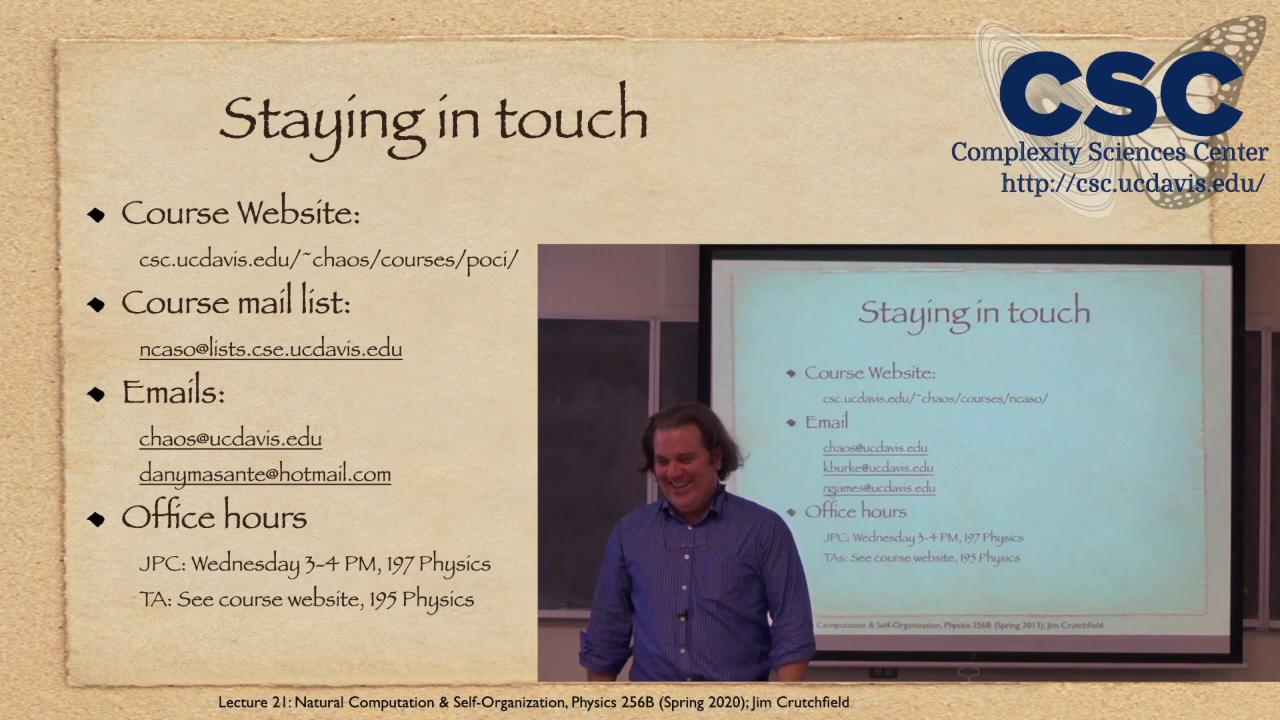 Staying in touch
Course Website:
csc.ucdavis.edu/~chaos/courses/poci/
Course mail list:
ncaso@lists.cse.ucdavis.edu
Emails:
chaos@ucdavis.edu
danymasante@hotmail.com
Office hours
JPC: Wednesday 3-4 PM, 197 Physics
TA: See course website, 195 Physics
Lecture 21: Natural Computation & Self-Organization, Physics 256B (Spring 2020); Jim Crutchfield
CSC
Complexity Sciences Center
http://csc.ucdavis.edu/
Staying in touch
Course Website:
csc.ucdavis.edu/~chaos/courses/ncaso/
Email
chaos@ucdavis.edu
kburke@ucdavis.edu
rgjames@ucdavis.edu
Office hours
JPC: Wednesday 3-4 PM, 197 Physics
TAs: See course website, 195 Physics
Computation & Self-Organization, Physics 256B (Spring 2013); Jim Crutchfield